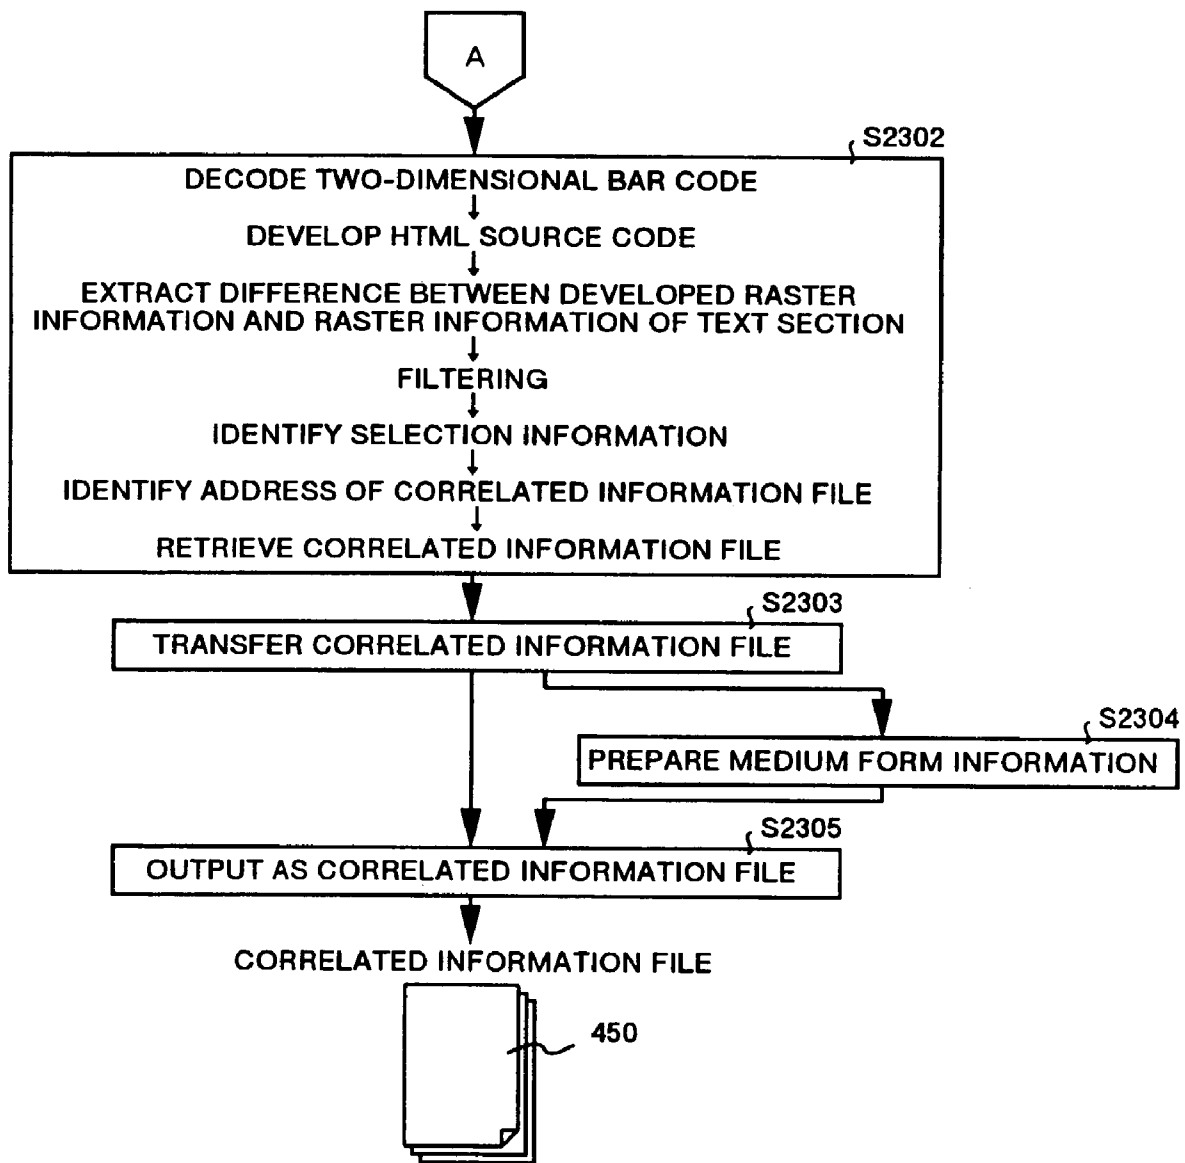 A
S2302
DECODE TWO-DIMENSIONAL BAR CODE
DEVELOP HTML SOURCE CODE
EXTRACT DIFFERENCE BETWEEN DEVELOPED RASTER
INFORMATION AND RASTER INFORMATION OF TEXT SECTION
FILTERING
IDENTIFY SELECTION INFORMATION
IDENTIFY ADDRESS OF CORRELATED INFORMATION FILE
RETRIEVE CORRELATED INFORMATION FILE
S2303
TRANSFER CORRELATED INFORMATION FILE
S2304
PREPARE MEDIUM FORM INFORMATION
S2305
OUTPUT AS CORRELATED INFORMATION FILE
CORRELATED INFORMATION FILE
450